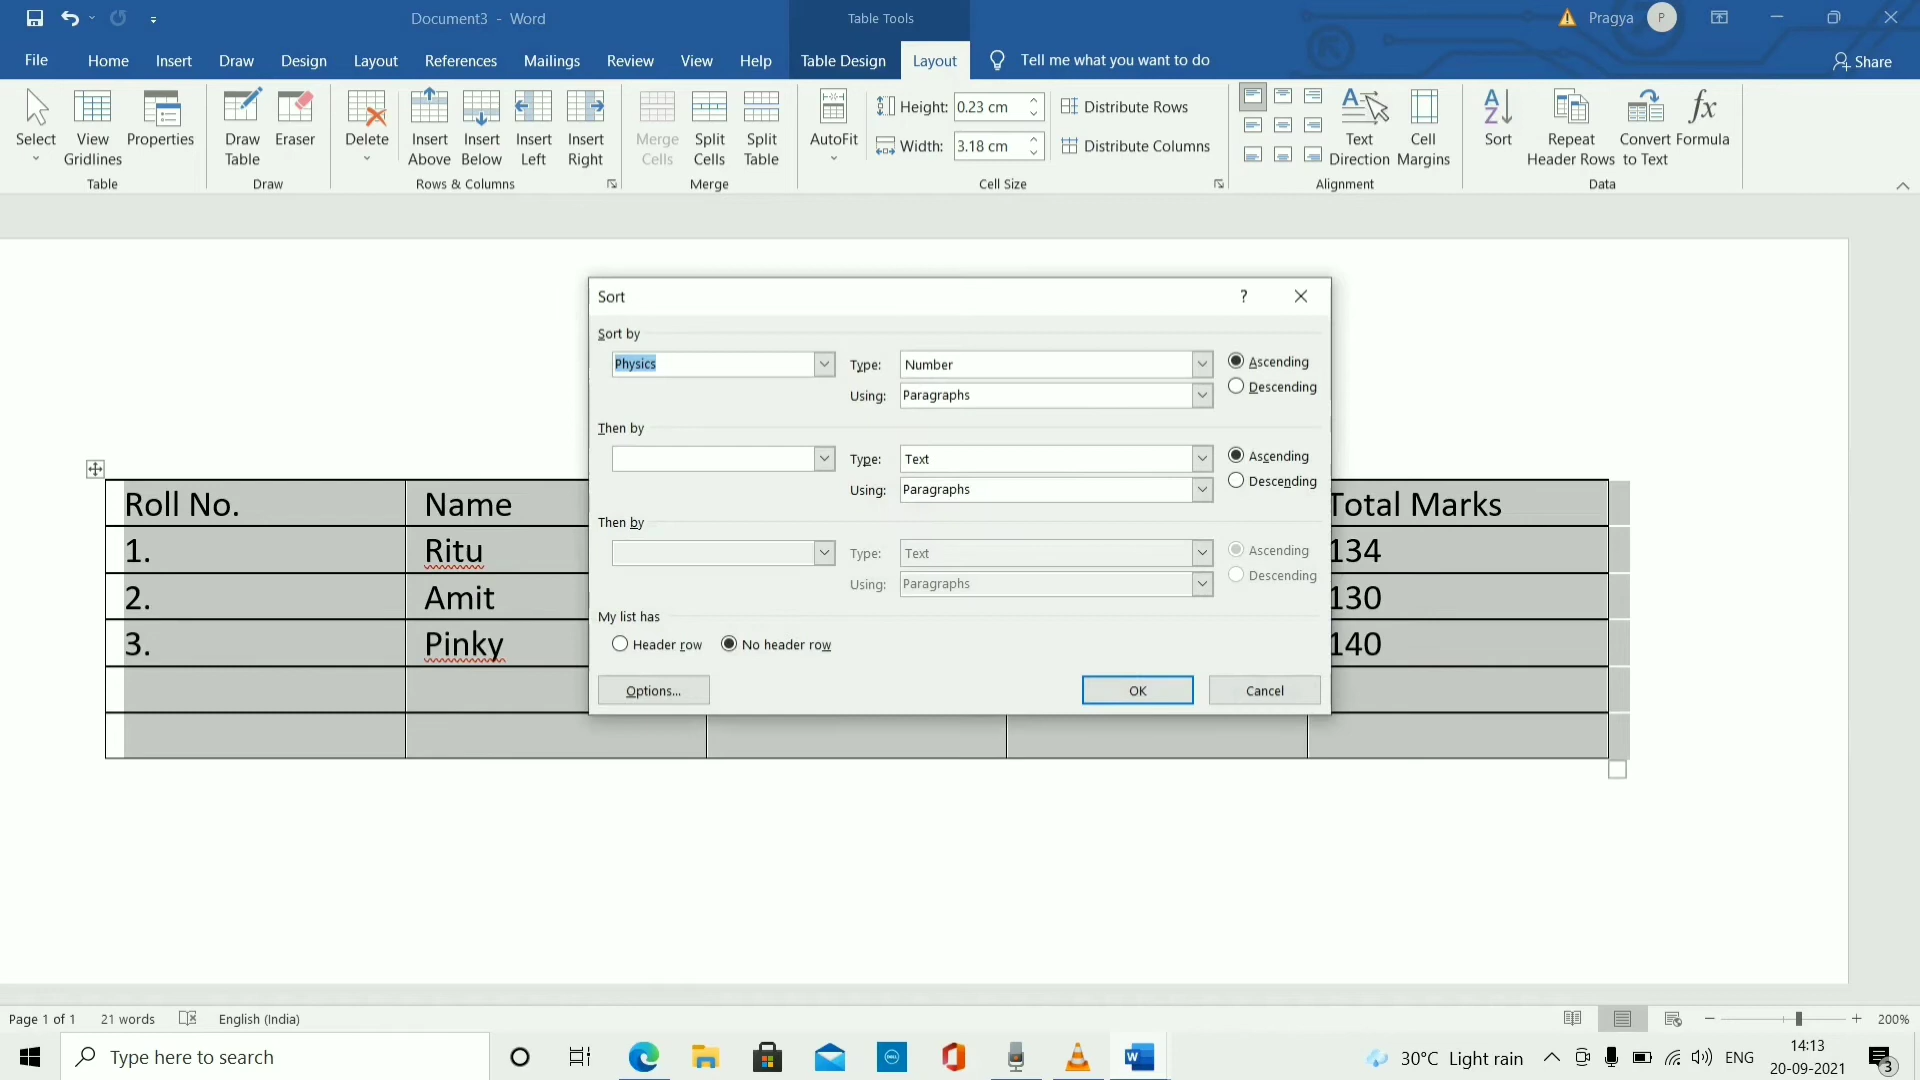 Document3 - Word
Table Tools
Pragya
P
File
Home
Insert
Draw
Design
Layout
References
Mailings
Review
View
Help
Table Design
Layout
Tell me what you want to do
Share
Select
View
Gridlines
Properties
Table
Draw
Table
Eraser
Draw
Delete
Insert
Above
Insert
Below
Insert
Left
Insert
Right
Rows & Columns
Merge
Cells
Split
Cells
Split
Table
Merge
AutoFit
Height: 0.23 cm
Width: 3.18 cm
Distribute Rows
Distribute Columns
Cell Size
Text
Direction
Cell
Margins
Alignment
Sort
Repeat
Header Rows
Convert
to Text
Formula
Data
Sort
?
Sort by
Physics
Type: Number
Using: Paragraphs
Ascending
Descending
Then by
Type: Text
Using: Paragraphs
Ascending
Descending
Then by
Type: Text
Using: Paragraphs
Ascending
Descending
My list has
Header row
No header row
Options...
OK
Cancel
Roll No. Name Total Marks
1. Ritu 134
2. Amit 130
3. Pinky 140
Page 1 of 1
21 words
English (India)
200%
Type here to search
DELL
W
30°C Light rain
ENG
14:13
20-09-2021
3